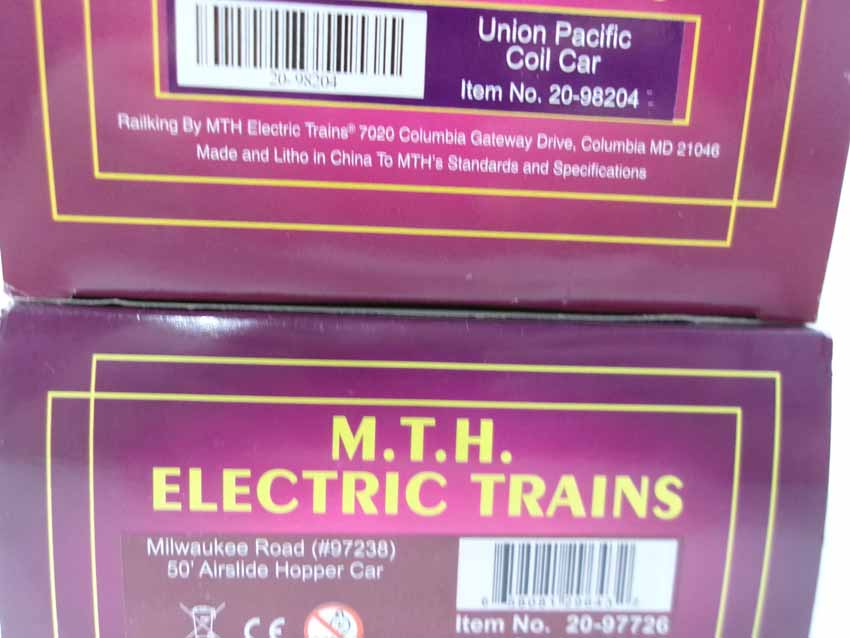 20-98204
Union Pacific
Coil Car
Item No. 20-98204
Railking By MTH Electric Trains® 7020 Columbia Gateway Drive, Columbia MD 21046
Made and Litho in China To MTH's Standards and Specifications
M.T.H.
ELECTRIC TRAINS
Milwaukee Road (#97238)
50' Airslide Hopper Car
CE
Item No. 20-97726